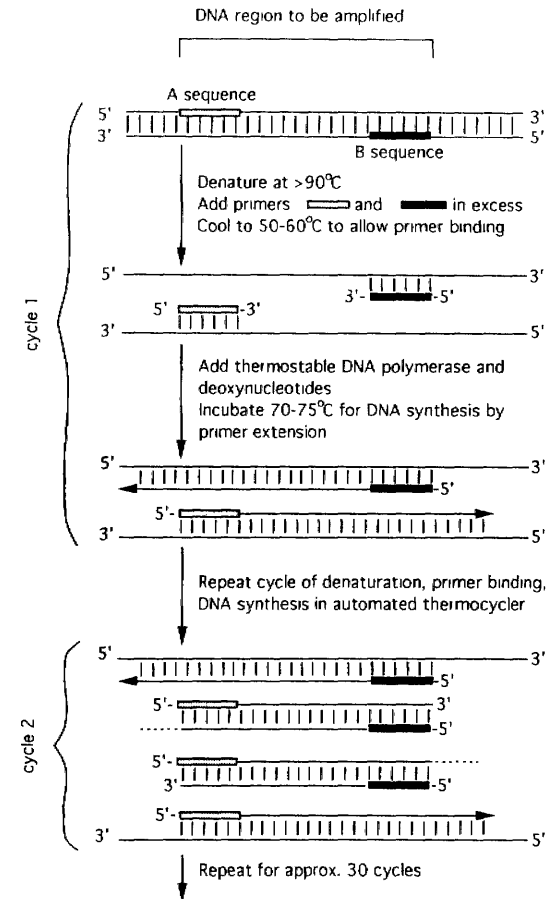 DNA region to be amplified
A sequence
5' 3'
3' 5'
B sequence
Denature at >90°C
Add primers and in excess
Cool to 50-60°C to allow primer binding
5' 3'
3'- -5'
5' -3'
3' 5'
cycle 1
Add thermostable DNA polymerase and
deoxynucleotides
Incubate 70-75°C for DNA synthesis by
primer extension
5' 3'
-5'
5'-
3' 5'
Repeat cycle of denaturation, primer binding,
DNA synthesis in automated thermocycler
5' 3'
-5'
5'- 3'
-5'
cycle 2
5'-
3' -5'
5'-
3' 5'
Repeat for approx. 30 cycles